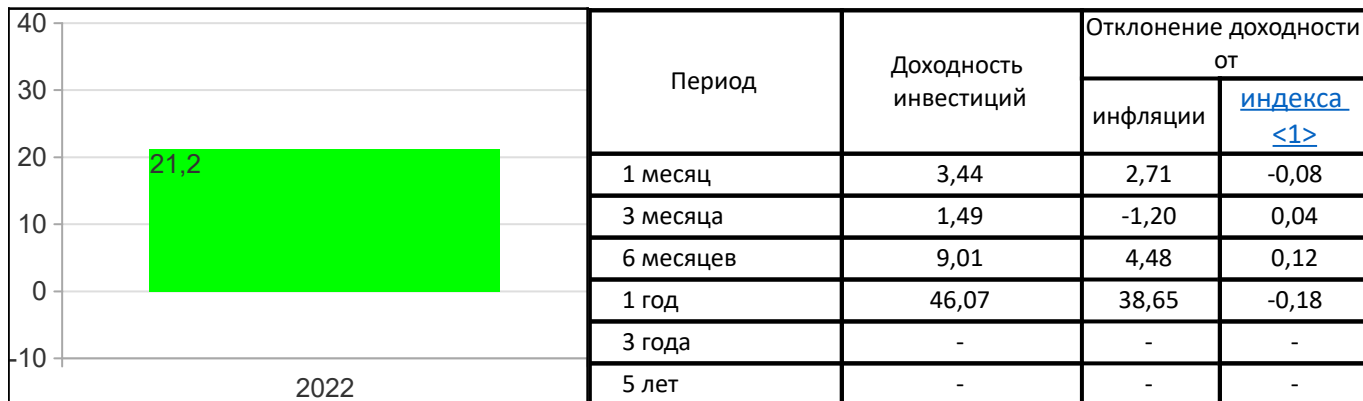 40
30
20
10
0
-10
21,2
2022
Период
Доходность
инвестиций
Отклонение доходности
от
инфляции
индекса
<1>
1 месяц 3,44 2,71 -0,08
3 месяца 1,49 -1,20 0,04
6 месяцев 9,01 4,48 0,12
1 год 46,07 38,65 -0,18
3 года - - -
5 лет - - -